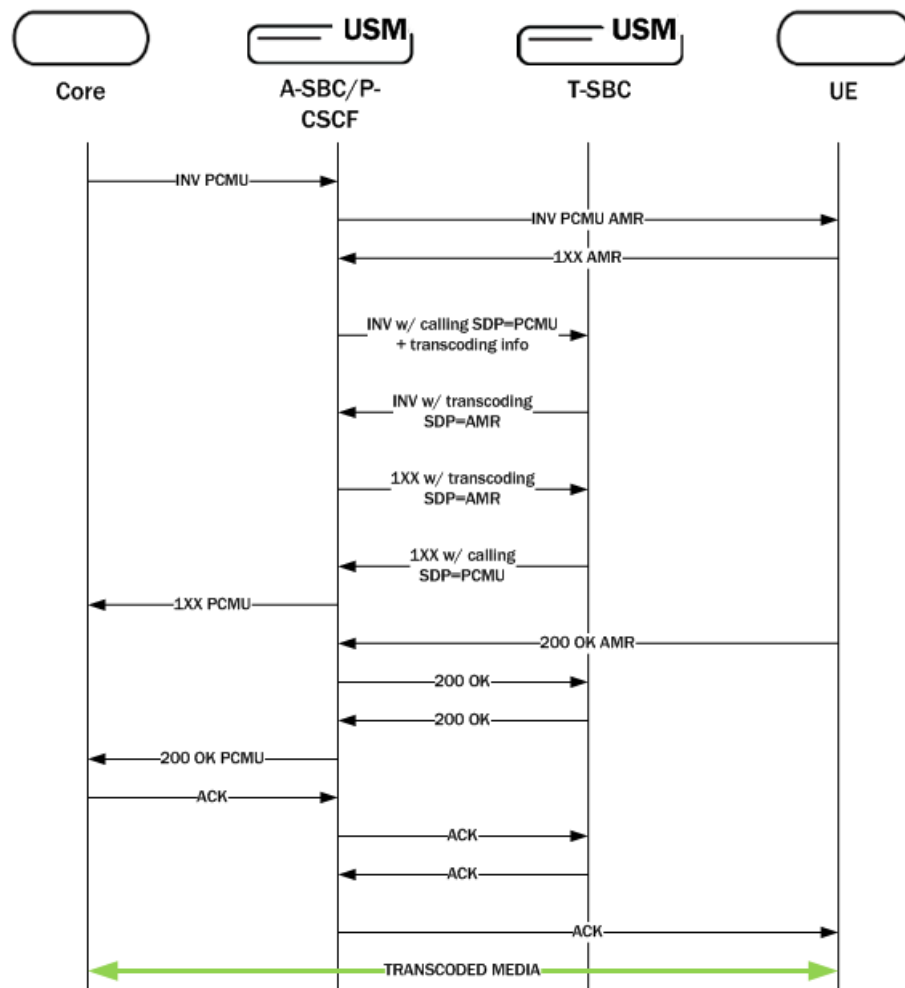 USM
USM
Core
A-SBC/P-
CSCF
T-SBC
UE
INV PCMU
INV PCMU AMR
1XX AMR
INV w/ calling SDP=PCMU
+ transcoding info
INV w/ transcoding
SDP=AMR
1XX w/ transcoding
SDP=AMR
1XX w/ calling
SDP=PCMU
1XX PCMU
200 OK AMR
200 OK
200 OK
200 OK PCMU
ACK
ACK
ACK
ACK
TRANSCODED MEDIA